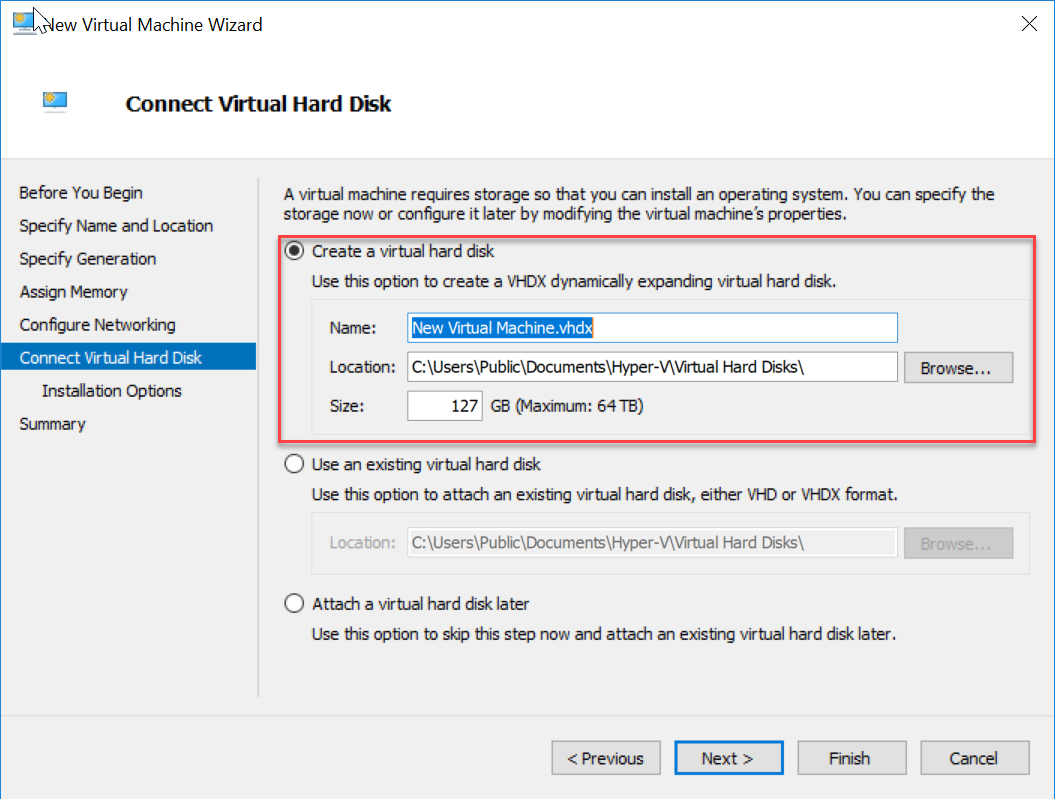 New Virtual Machine Wizard
Connect Virtual Hard Disk
Before You Begin
Specify Name and Location
Specify Generation
Assign Memory
Configure Networking
Connect Virtual Hard Disk
Installation Options
Summary
A virtual machine requires storage so that you can install an operating system. You can specify the
storage now or configure it later by modifying the virtual machine's properties.
Create a virtual hard disk
Use this option to create a VHDX dynamically expanding virtual hard disk.
Name: New Virtual Machine.vhdx
Location: C:\Users\Public\Documents\Hyper-V\Virtual Hard Disks\ Browse...
Size: 127 GB (Maximum: 64 TB)
Use an existing virtual hard disk
Use this option to attach an existing virtual hard disk, either VHD or VHDX format.
Location: C:\Users\Public\Documents\Hyper-V\Virtual Hard Disks\ Browse...
Attach a virtual hard disk later
Use this option to skip this step now and attach an existing virtual hard disk later.
< Previous Next > Finish Cancel